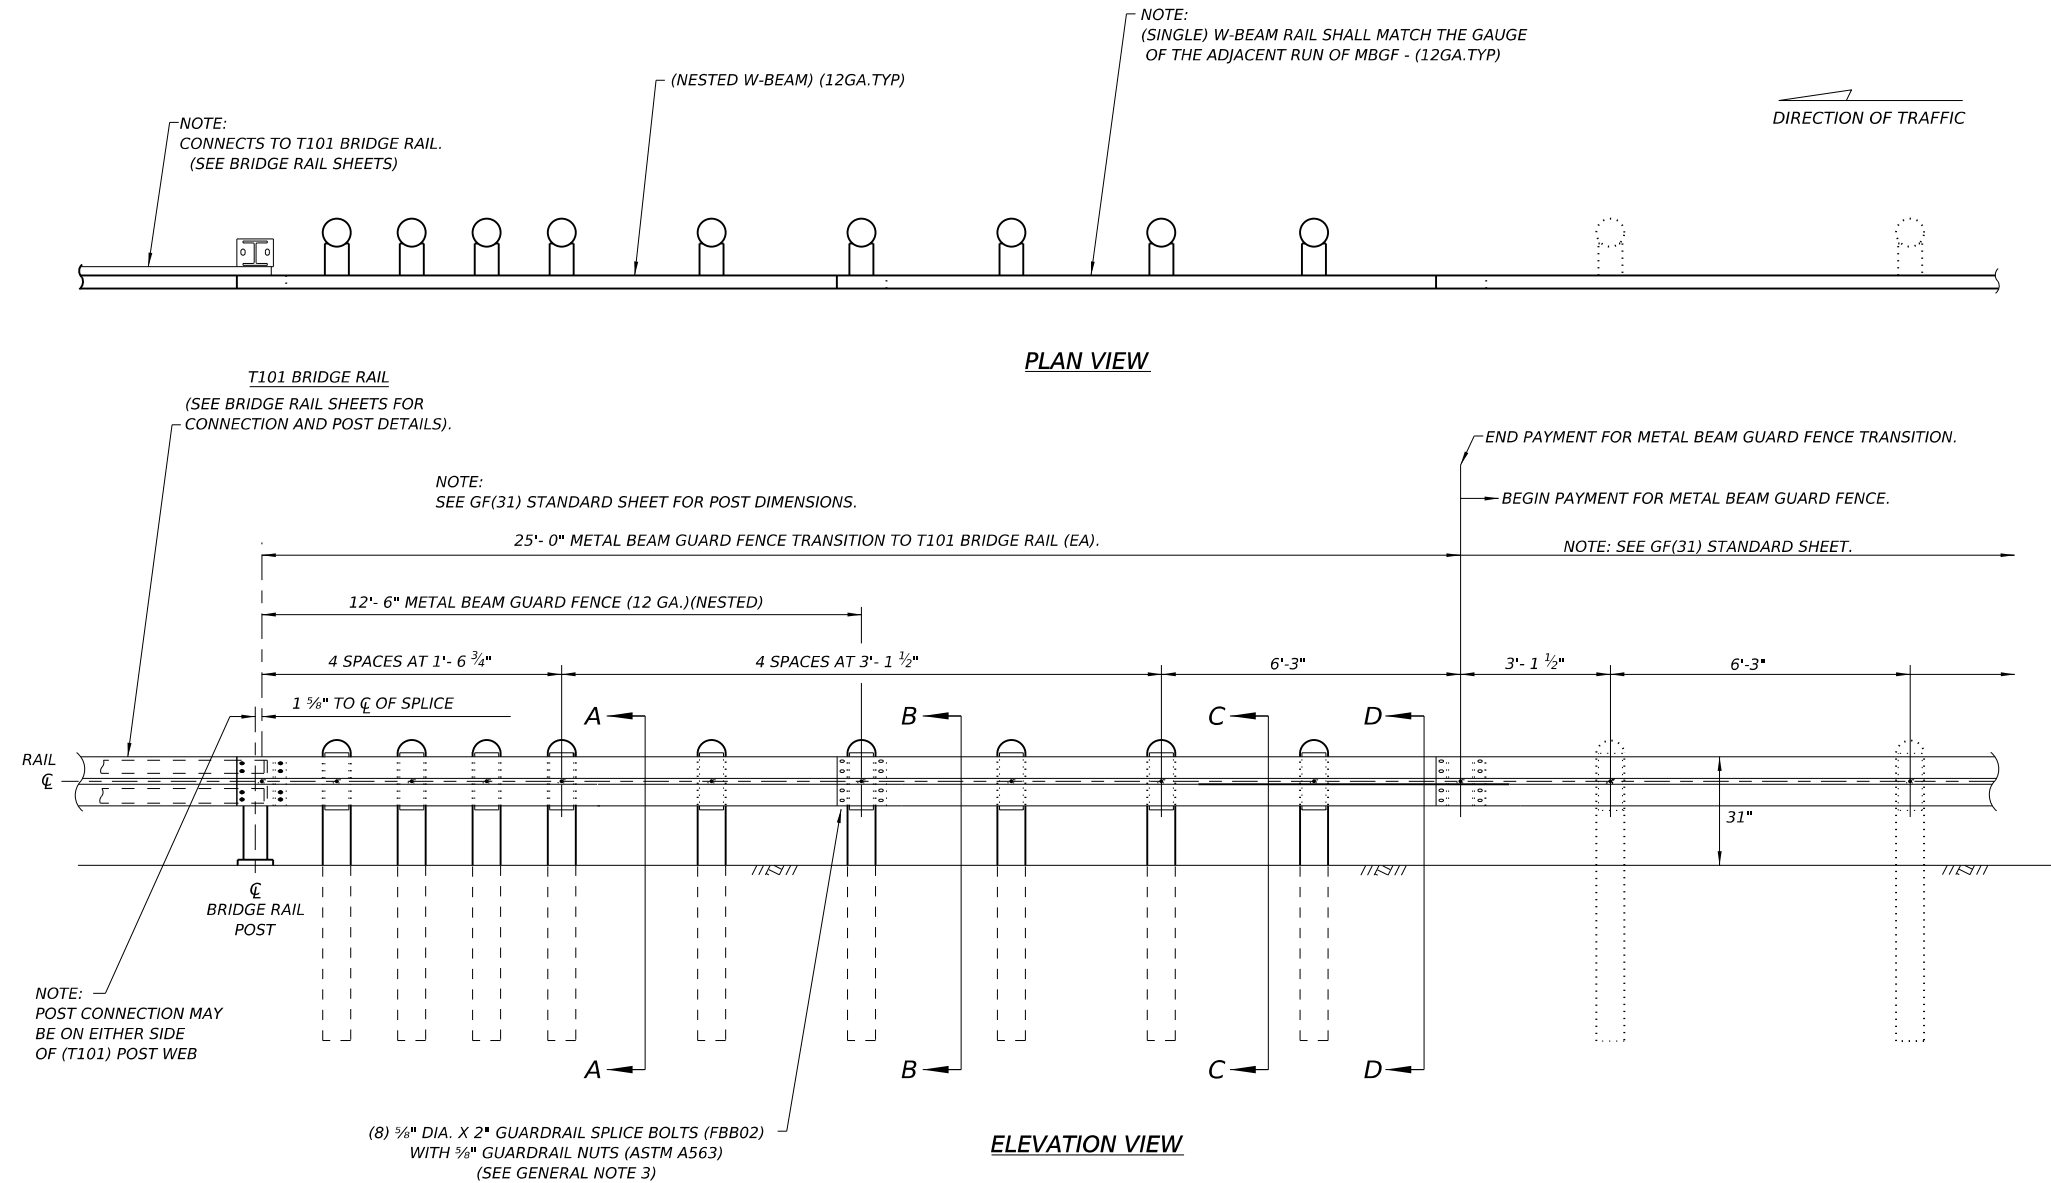 NOTE:
(SINGLE) W-BEAM RAIL SHALL MATCH THE GAUGE
OF THE ADJACENT RUN OF MBGF - (12GA.TYP)
(NESTED W-BEAM) (12GA.TYP)
DIRECTION OF TRAFFIC
NOTE:
CONNECTS TO T101 BRIDGE RAIL.
(SEE BRIDGE RAIL SHEETS)
PLAN VIEW
T101 BRIDGE RAIL
(SEE BRIDGE RAIL SHEETS FOR
CONNECTION AND POST DETAILS).
END PAYMENT FOR METAL BEAM GUARD FENCE TRANSITION.
NOTE:
SEE GF(31) STANDARD SHEET FOR POST DIMENSIONS.
BEGIN PAYMENT FOR METAL BEAM GUARD FENCE.
25'- 0" METAL BEAM GUARD FENCE TRANSITION TO T101 BRIDGE RAIL (EA).
NOTE: SEE GF(31) STANDARD SHEET.
12'- 6" METAL BEAM GUARD FENCE (12 GA.)(NESTED)
4 SPACES AT 1'- 6 ¾"
4 SPACES AT 3'- 1 ½"
6'-3"
3'- 1 ½"
6'-3"
1 ⅝" TO ℄ OF SPLICE
A
B
C
D
RAIL
℄
31"
℄
BRIDGE RAIL
POST
NOTE:
POST CONNECTION MAY
BE ON EITHER SIDE
OF (T101) POST WEB
A
B
C
D
(8) ⅝" DIA. X 2" GUARDRAIL SPLICE BOLTS (FBB02)
WITH ⅝" GUARDRAIL NUTS (ASTM A563)
(SEE GENERAL NOTE 3)
ELEVATION VIEW